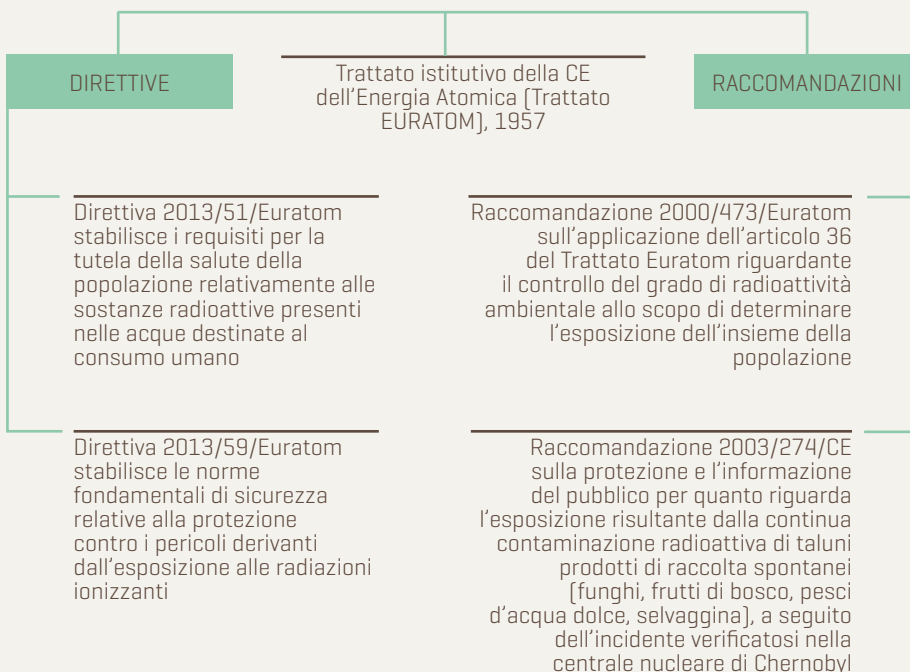 DIRETTIVE
Trattato istitutivo della CE
dell'Energia Atomica (Trattato
EURATOM), 1957
RACCOMANDAZIONI
Direttiva 2013/51/Euratom
stabilisce i requisiti per la
tutela della salute della
popolazione relativamente alle
sostanze radioattive presenti
nelle acque destinate al
consumo umano
Direttiva 2013/59/Euratom
stabilisce le norme
fondamentali di sicurezza
relative alla protezione
contro i pericoli derivanti
dall'esposizione alle radiazioni
ionizzanti
Raccomandazione 2000/473/Euratom
sull'applicazione dell'articolo 36
del Trattato Euratom riguardante
il controllo del grado di radioattività
ambientale allo scopo di determinare
l'esposizione dell'insieme della
popolazione
Raccomandazione 2003/274/CE
sulla protezione e l'informazione
del pubblico per quanto riguarda
l'esposizione risultante dalla continua
contaminazione radioattiva di taluni
prodotti di raccolta spontanei
(funghi, frutti di bosco, pesci
d'acqua dolce, selvaggina), a seguito
dell'incidente verificatosi nella
centrale nucleare di Chernobyl